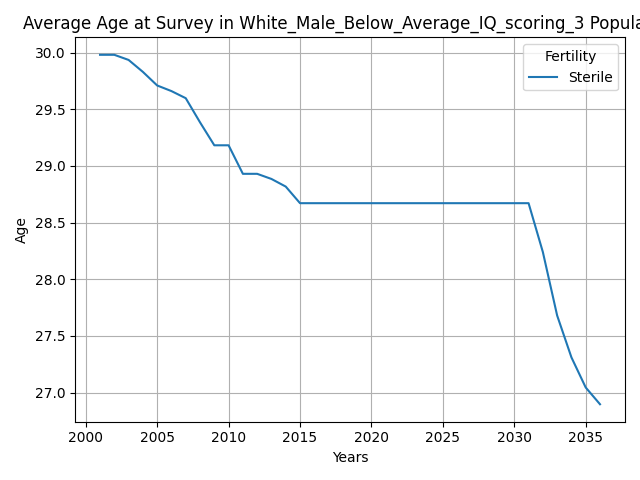 Average Age at Survey in White_Male_Below_Average_IQ_scoring_3 Popula
Fertility
Sterile
30.0
29.5
29.0
28.5
28.0
27.5
27.0
Age
2000 2005 2010 2015 2020 2025 2030 2035
Years